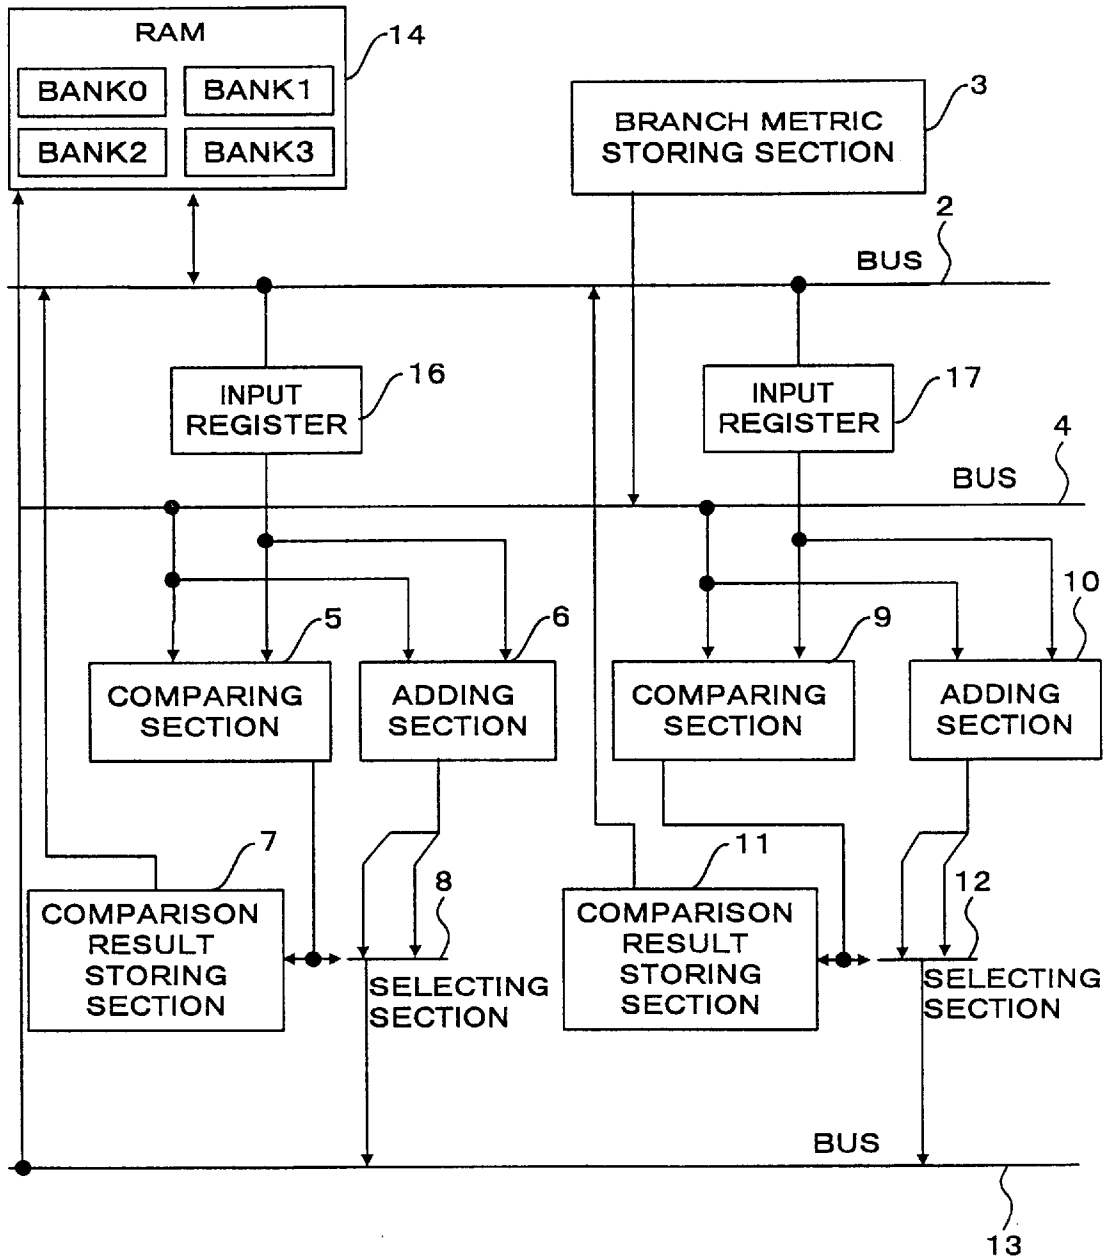 RAM
14
BANK0 BANK1
BANK2 BANK3
BRANCH METRIC
STORING SECTION
3
2
BUS
INPUT
REGISTER
16
INPUT
REGISTER
17
4
BUS
5
COMPARING
SECTION
6
ADDING
SECTION
9
COMPARING
SECTION
10
ADDING
SECTION
7
COMPARISON
RESULT
STORING
SECTION
8
SELECTING
SECTION
11
COMPARISON
RESULT
STORING
SECTION
12
SELECTING
SECTION
BUS
13